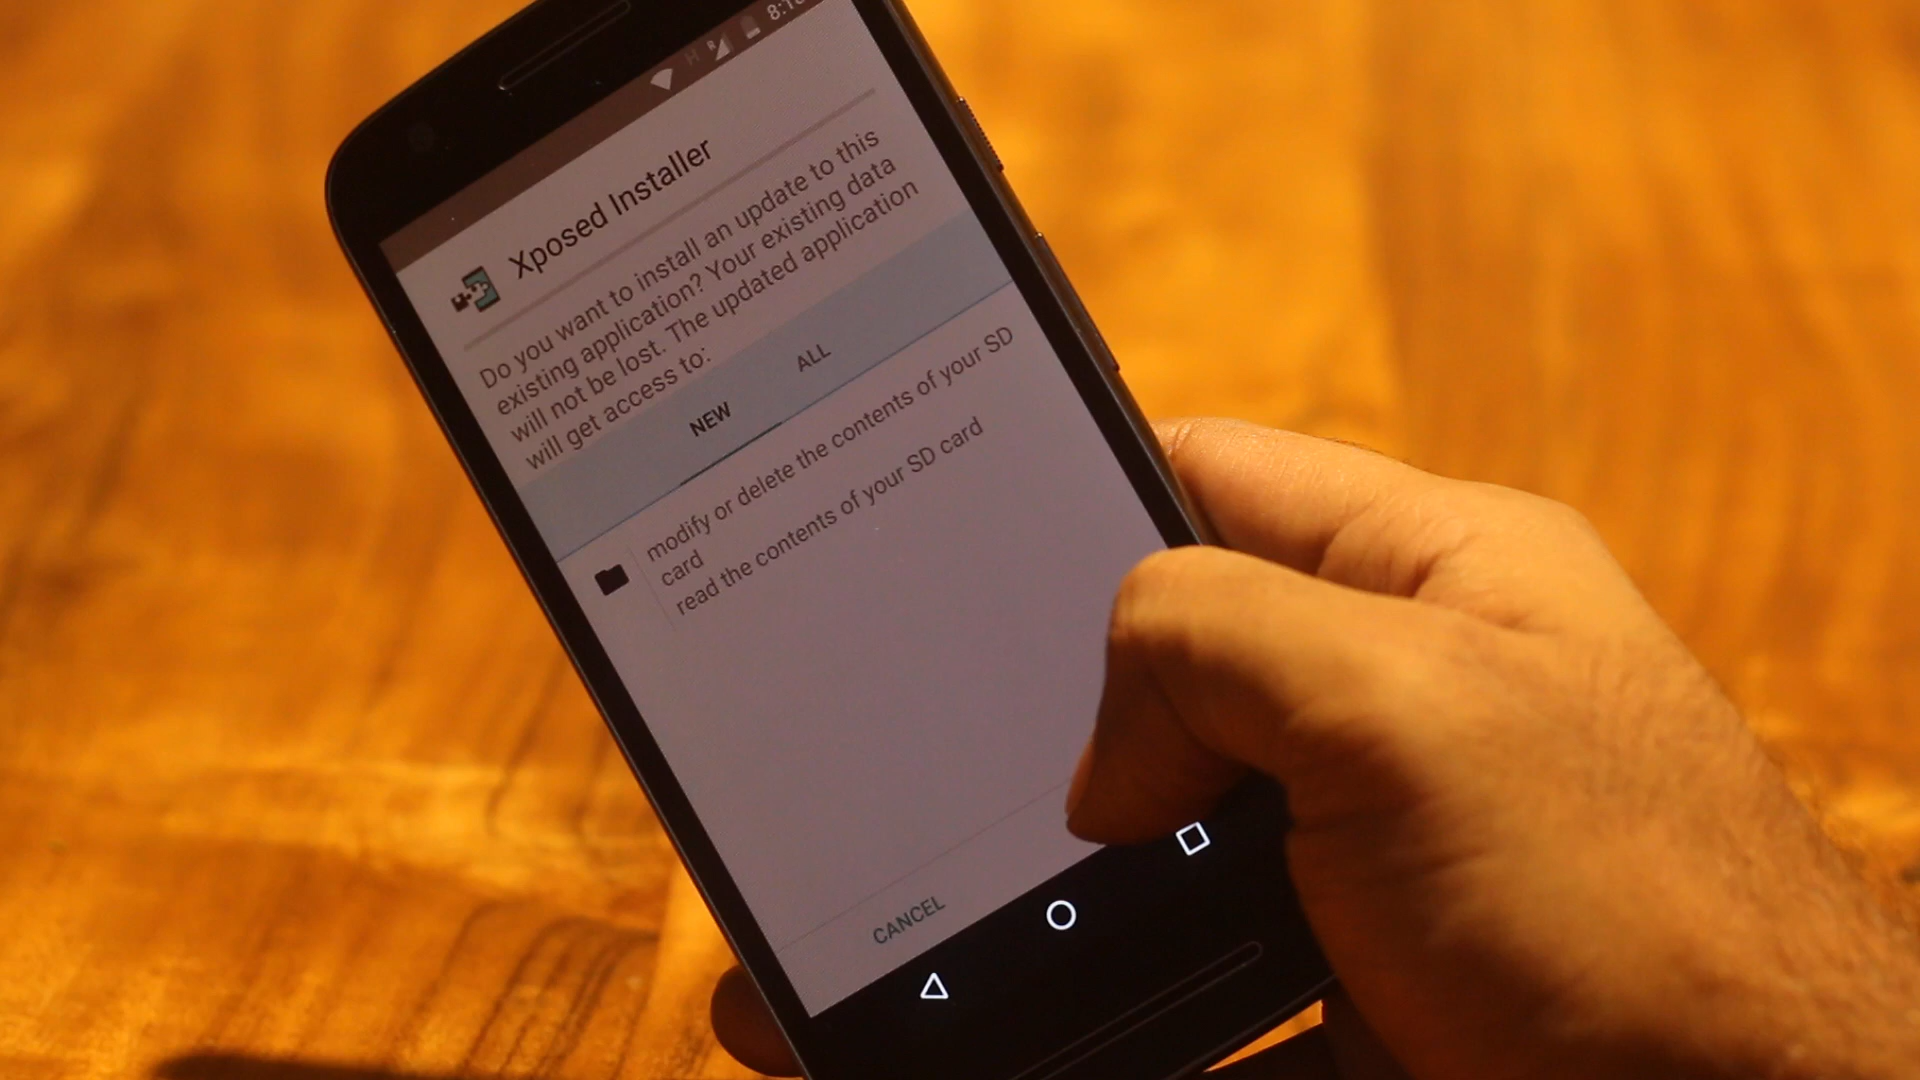 Xposed Installer
Do you want to install an update to this
existing application? Your existing data
will not be lost. The updated application
will get access to:
NEW
ALL
modify or delete the contents of your SD
card
read the contents of your SD card
CANCEL